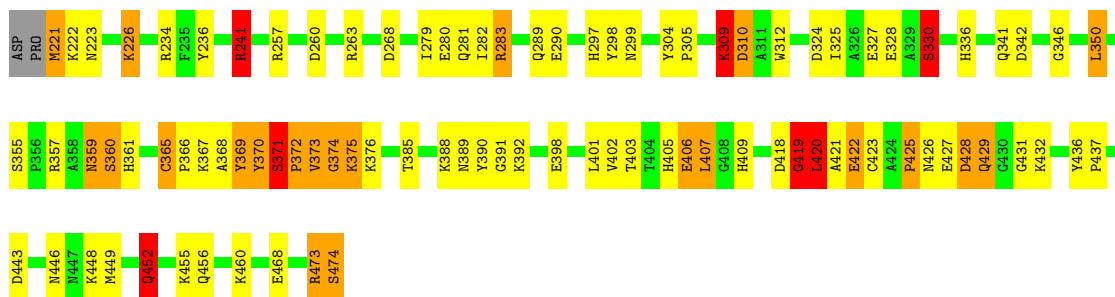 ASP PRO M221 K222 N223 K226 R234 F235 Y236 R241 R257 D260 R263 D268 I279 E280 Q281 I282 R283 Q289 E290 H297 Y298 N299 Y304 P305 K309 D310 A311 W312 D324 I325 A326 E327 E328 A329 S330 H336 Q341 D342 G346 L350
S355 P356 R357 A358 N359 S360 H361 C365 P366 K367 A368 Y369 Y370 S371 P372 V373 G374 K375 K376 T385 K388 N389 Y390 G391 K392 E398 L401 V402 T403 T404 H405 E406 L407 G408 H409 D418 G419 L420 A421 E422 C423 A424 P425 N426 E427 D428 Q429 G430 G431 K432 Y436 P437
D443 N446 N447 K448 M449 Q452 K455 Q456 K460 E468 R473 S474